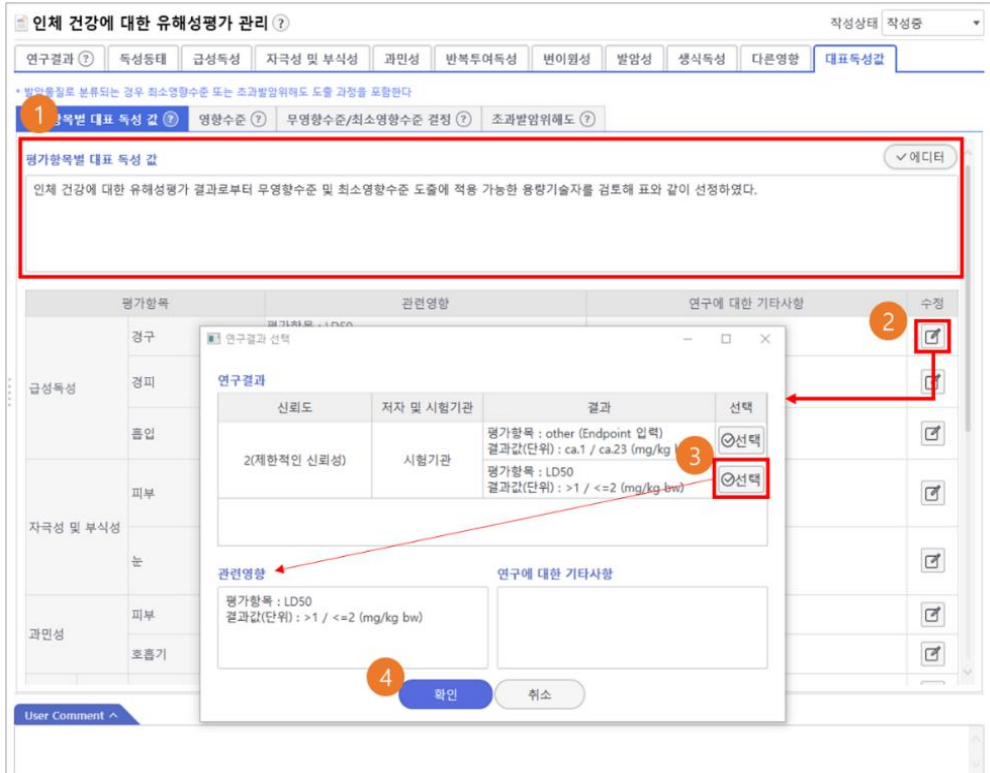 인체 건강에 대한 유해성평가 관리 ?
작성상태 작성중
연구결과 ? 독성동태 급성독성 자극성 및 부식성 과민성 반복투여독성 변이원성 발암성 생식독성 다른영향 대표독성값
* 발암물질로 분류되는 경우 최소영향수준 또는 초과발암위해도 도출 과정을 포함한다
1
항목별 대표 독성 값 ? 영향수준 ? 무영향수준/최소영향수준 결정 ? 초과발암위해도 ?
평가항목별 대표 독성 값
에디터
인체 건강에 대한 유해성평가 결과로부터 무영향수준 및 최소영향수준 도출에 적용 가능한 용량기술자를 검토해 표와 같이 선정하였다.
평가항목 관련영향 연구에 대한 기타사항 수정
2
급성독성
경구
평가항목 : LD50
경피
흡입
자극성 및 부식성
피부
눈
과민성
피부
호흡기
연구결과 선택
연구결과
신뢰도 저자 및 시험기관 결과 선택
2(제한적인 신뢰성) 시험기관
평가항목 : other (Endpoint 입력)
결과값(단위) : ca.1 / ca.23 (mg/kg
선택
3
평가항목 : LD50
결과값(단위) : >1 / <=2 (mg/kg bw)
선택
관련영향
평가항목 : LD50
결과값(단위) : >1 / <=2 (mg/kg bw)
연구에 대한 기타사항
4
확인 취소
User Comment